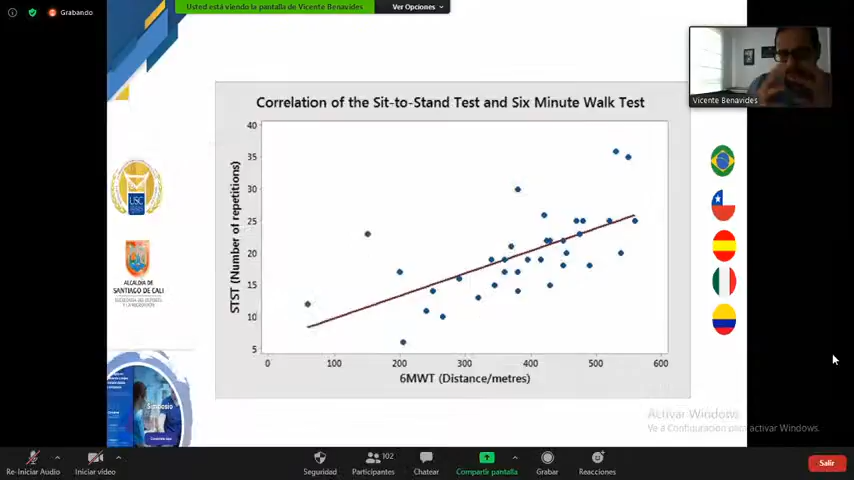 Grabando
Usted está viendo la pantalla de Vicente Benavides
Ver Opciones
Vicente Benavides
Correlation of the Sit-to-Stand Test and Six Minute Walk Test
STST (Number of repetitions)
40
35
30
25
20
15
10
5
0 100 200 300 400 500 600
6MWT (Distance/metres)
USC
ALCALDÍA DE
SANTIAGO DE CALI
Simposio
Activar Windows
Ve a Configuración para activar Windows.
Re-Iniciar Audio
Iniciar video
Seguridad
Participantes
102
Chatear
Compartir pantalla
Grabar
Reacciones
Salir